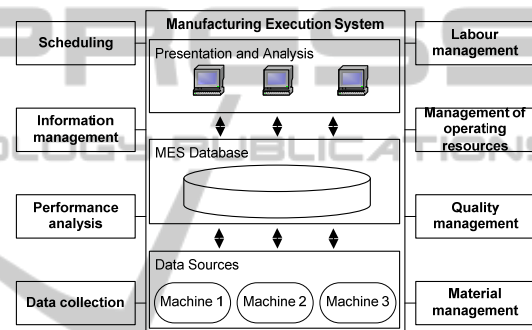 Manufacturing Execution System
Scheduling
Information
management
Performance
analysis
Data collection
Presentation and Analysis
MES Database
Data Sources
Machine 1
Machine 2
Machine 3
Labour
management
Management of
operating
resources
Quality
management
Material
management